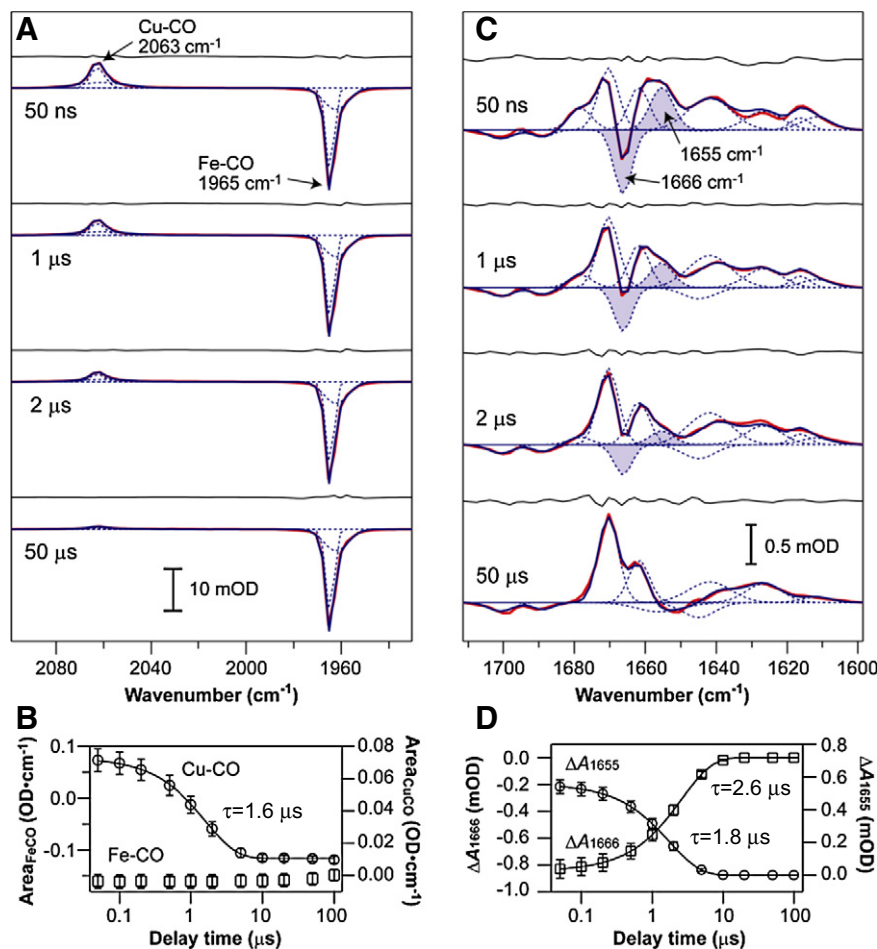 A
Cu-CO
2063 cm⁻¹
50 ns
Fe-CO
1965 cm⁻¹
1 μs
2 μs
50 μs
10 mOD
2080 2040 2000 1960
Wavenumber (cm⁻¹)
C
50 ns
1655 cm⁻¹
1666 cm⁻¹
1 μs
2 μs
50 μs
0.5 mOD
1700 1680 1660 1640 1620 1600
Wavenumber (cm⁻¹)
B
Area_FeCO (OD•cm⁻¹)
0.1
0.0
-0.1
Cu-CO
τ=1.6 μs
Fe-CO
0.08
0.06
0.04
0.02
0.00
Area_CuCO (OD•cm⁻¹)
0.1 1 10 100
Delay time (μs)
D
ΔA1666 (mOD)
0.0
-0.2
-0.4
-0.6
-0.8
-1.0
ΔA1655
ΔA1666
τ=2.6 μs
τ=1.8 μs
0.8
0.6
0.4
0.2
0.0
ΔA1655
(mOD)
0.1 1 10 100
Delay time (μs)